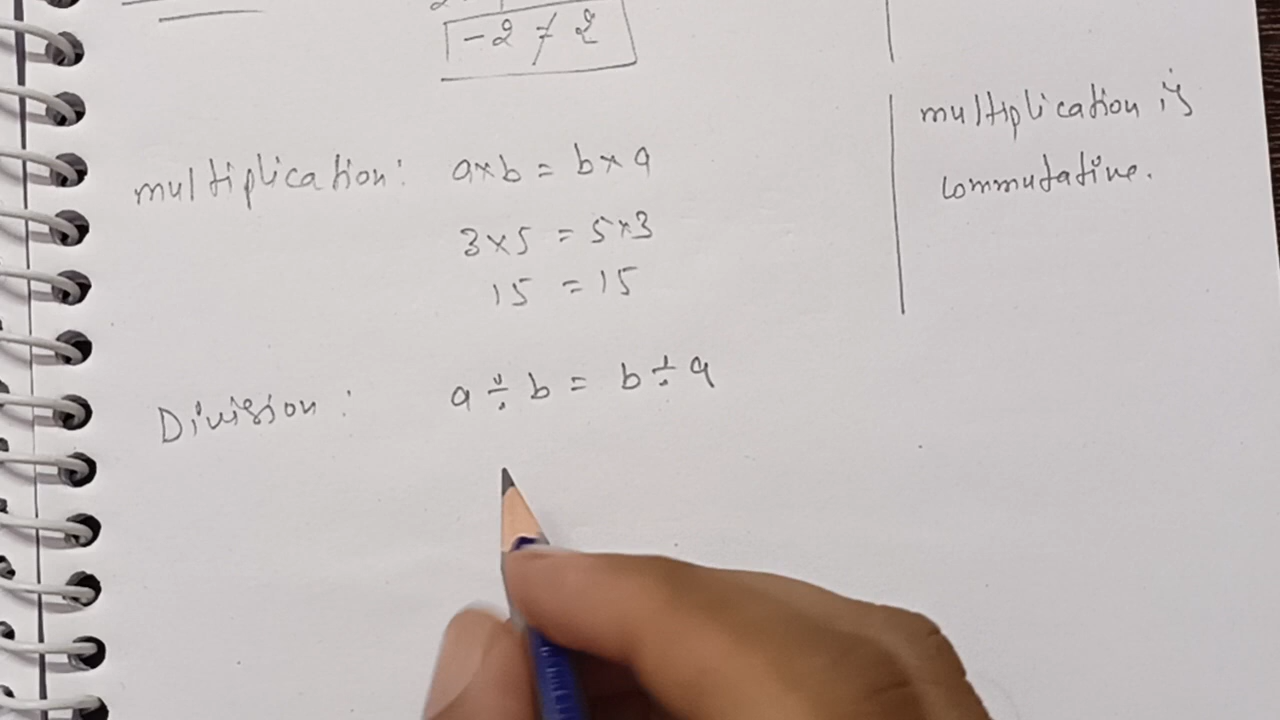 -2 ≠ 2
multiplication: a×b = b×a
3×5 = 5×3
15 = 15
multiplication is
commutative.
Division: a ÷ b = b ÷ a